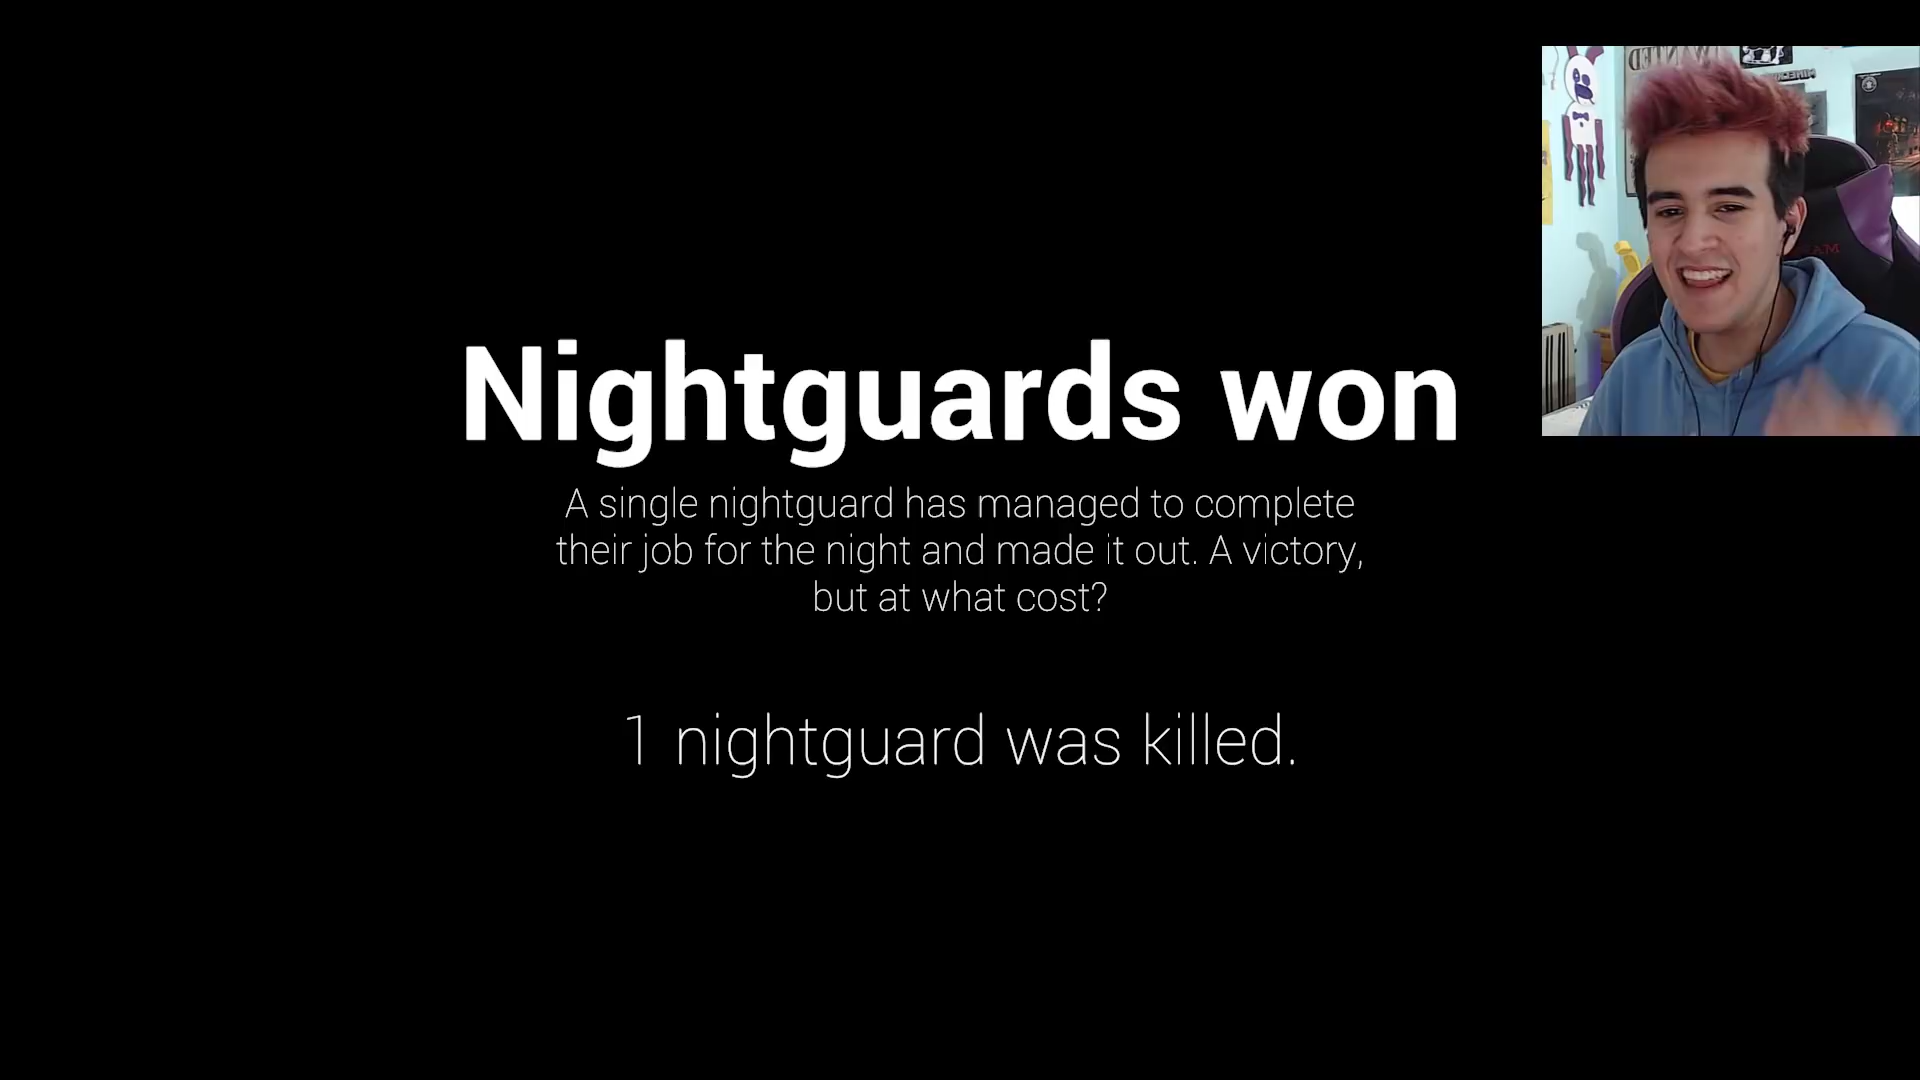 WANTED
Nightguards won
A single nightguard has managed to complete
their job for the night and made it out. A victory,
but at what cost?
1 nightguard was killed.